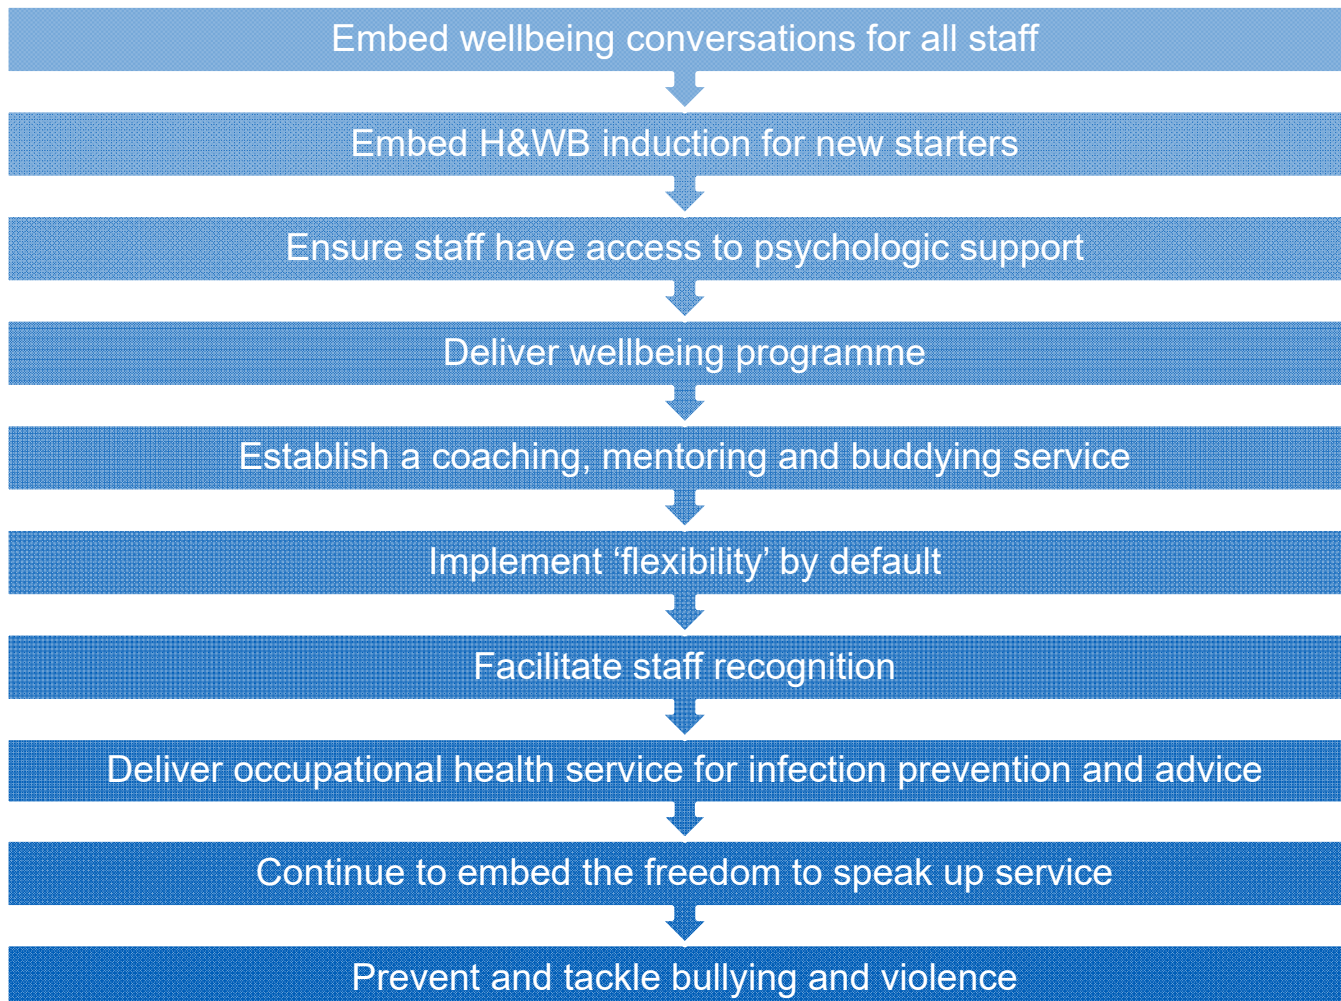 Embed wellbeing conversations for all staff
Embed H&WB induction for new starters
Ensure staff have access to psychologic support
Deliver wellbeing programme
Establish a coaching, mentoring and buddying service
Implement ‘flexibility’ by default
Facilitate staff recognition
Deliver occupational health service for infection prevention and advice
Continue to embed the freedom to speak up service
Prevent and tackle bullying and violence